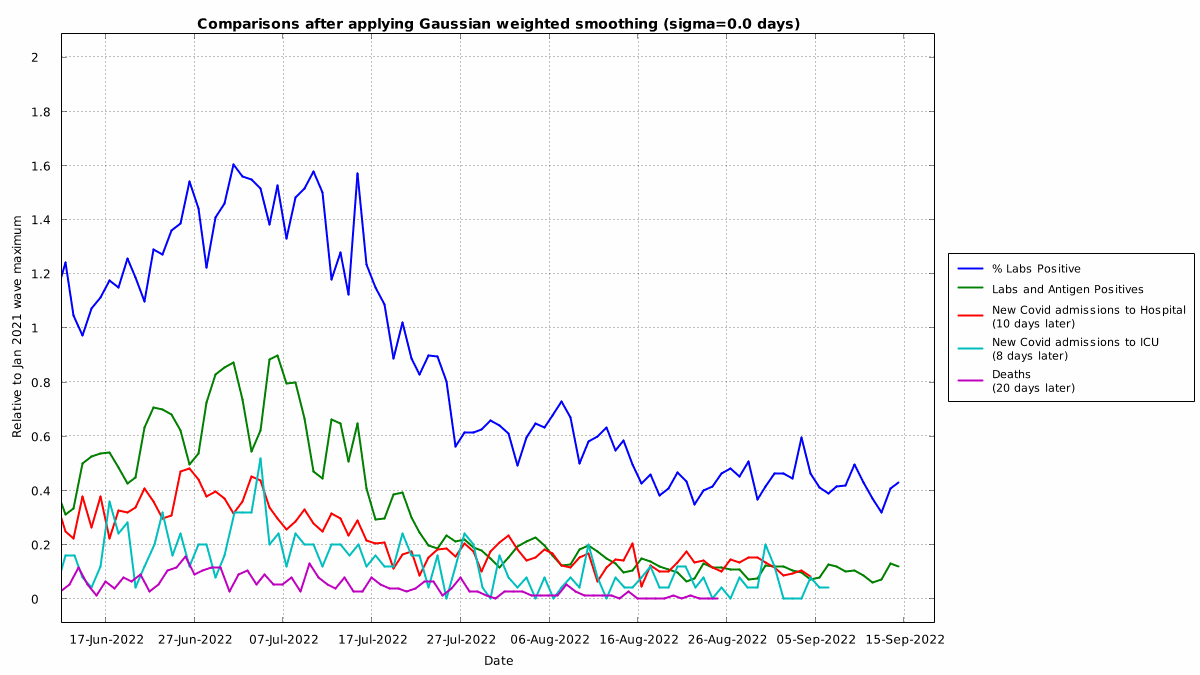 Comparisons after applying Gaussian weighted smoothing (sigma=0.0 days)
Relative to Jan 2021 wave maximum
2
1.8
1.6
1.4
1.2
1
0.8
0.6
0.4
0.2
0
17-Jun-2022 27-Jun-2022 07-Jul-2022 17-Jul-2022 27-Jul-2022 06-Aug-2022 16-Aug-2022 26-Aug-2022 05-Sep-2022 15-Sep-2022
Date
% Labs Positive
Labs and Antigen Positives
New Covid admissions to Hospital
(10 days later)
New Covid admissions to ICU
(8 days later)
Deaths
(20 days later)